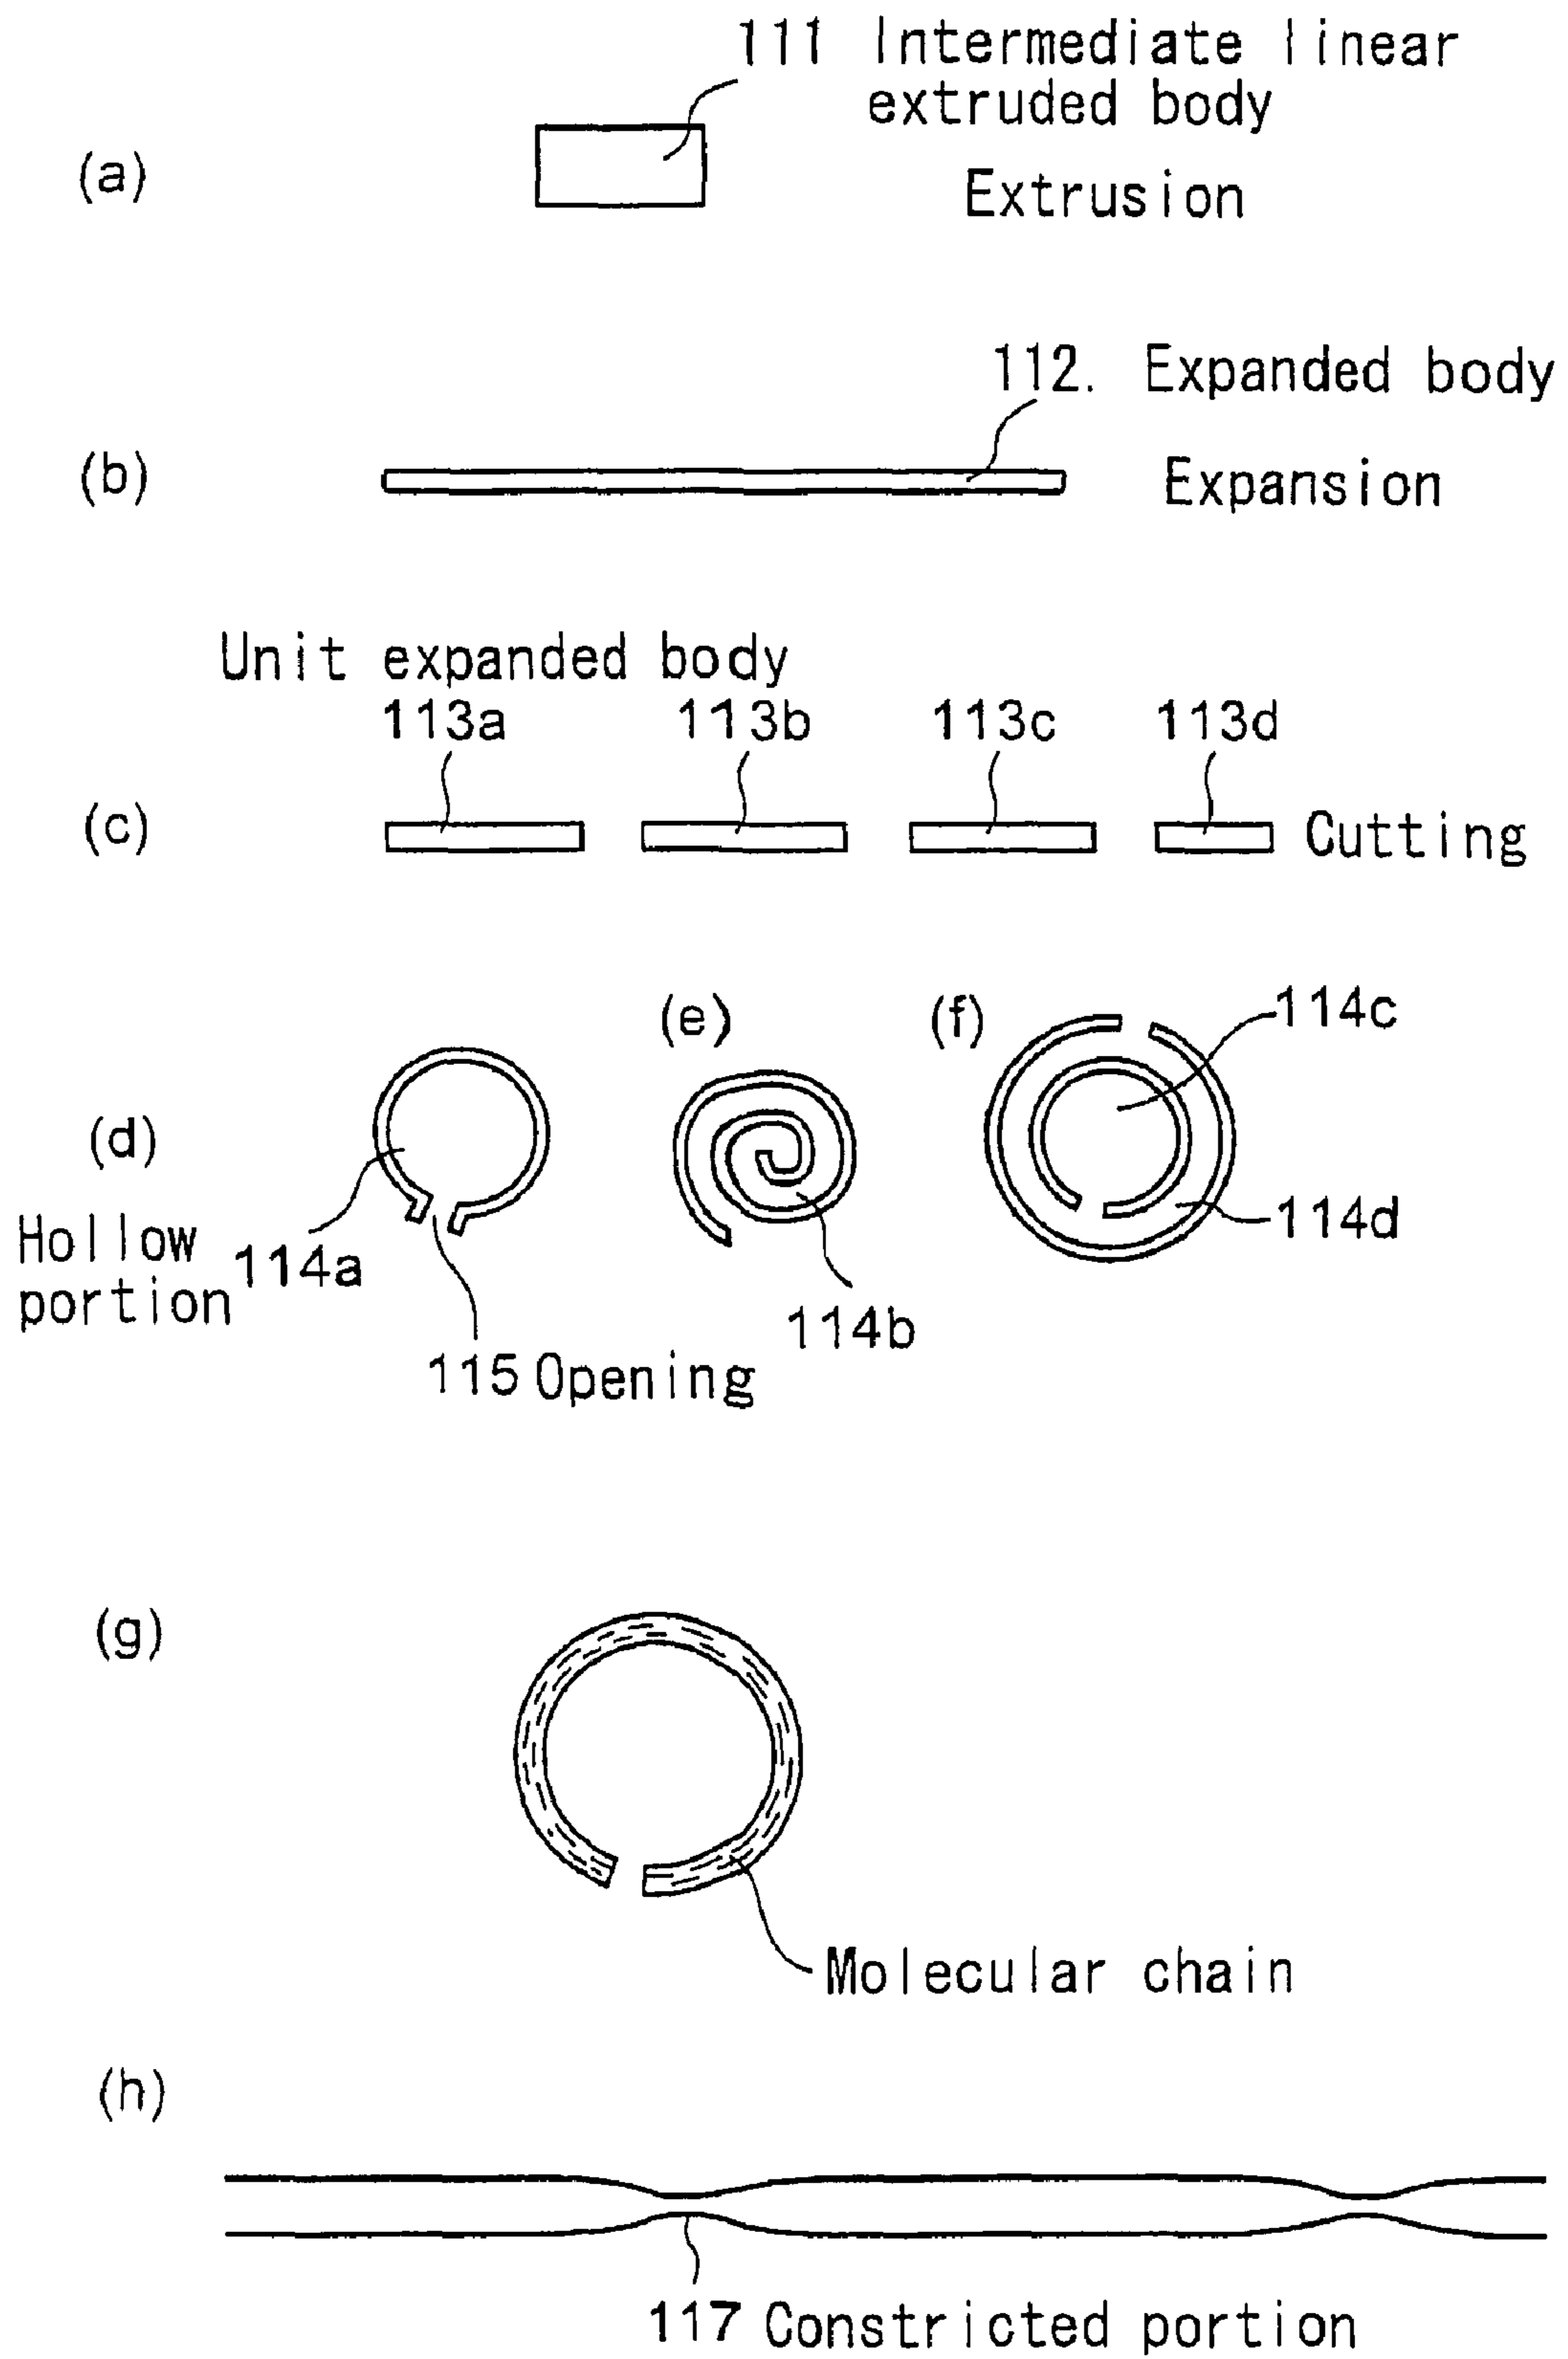 111 Intermediate linear
extruded body
(a)
Extrusion
112. Expanded body
(b)
Expansion
Unit expanded body
113a 113b 113c 113d
(c)
Cutting
(e) (f) 114c
(d)
114d
Hollow
portion 114a
114b
115 Opening
(g)
Molecular chain
(h)
117 Constricted portion